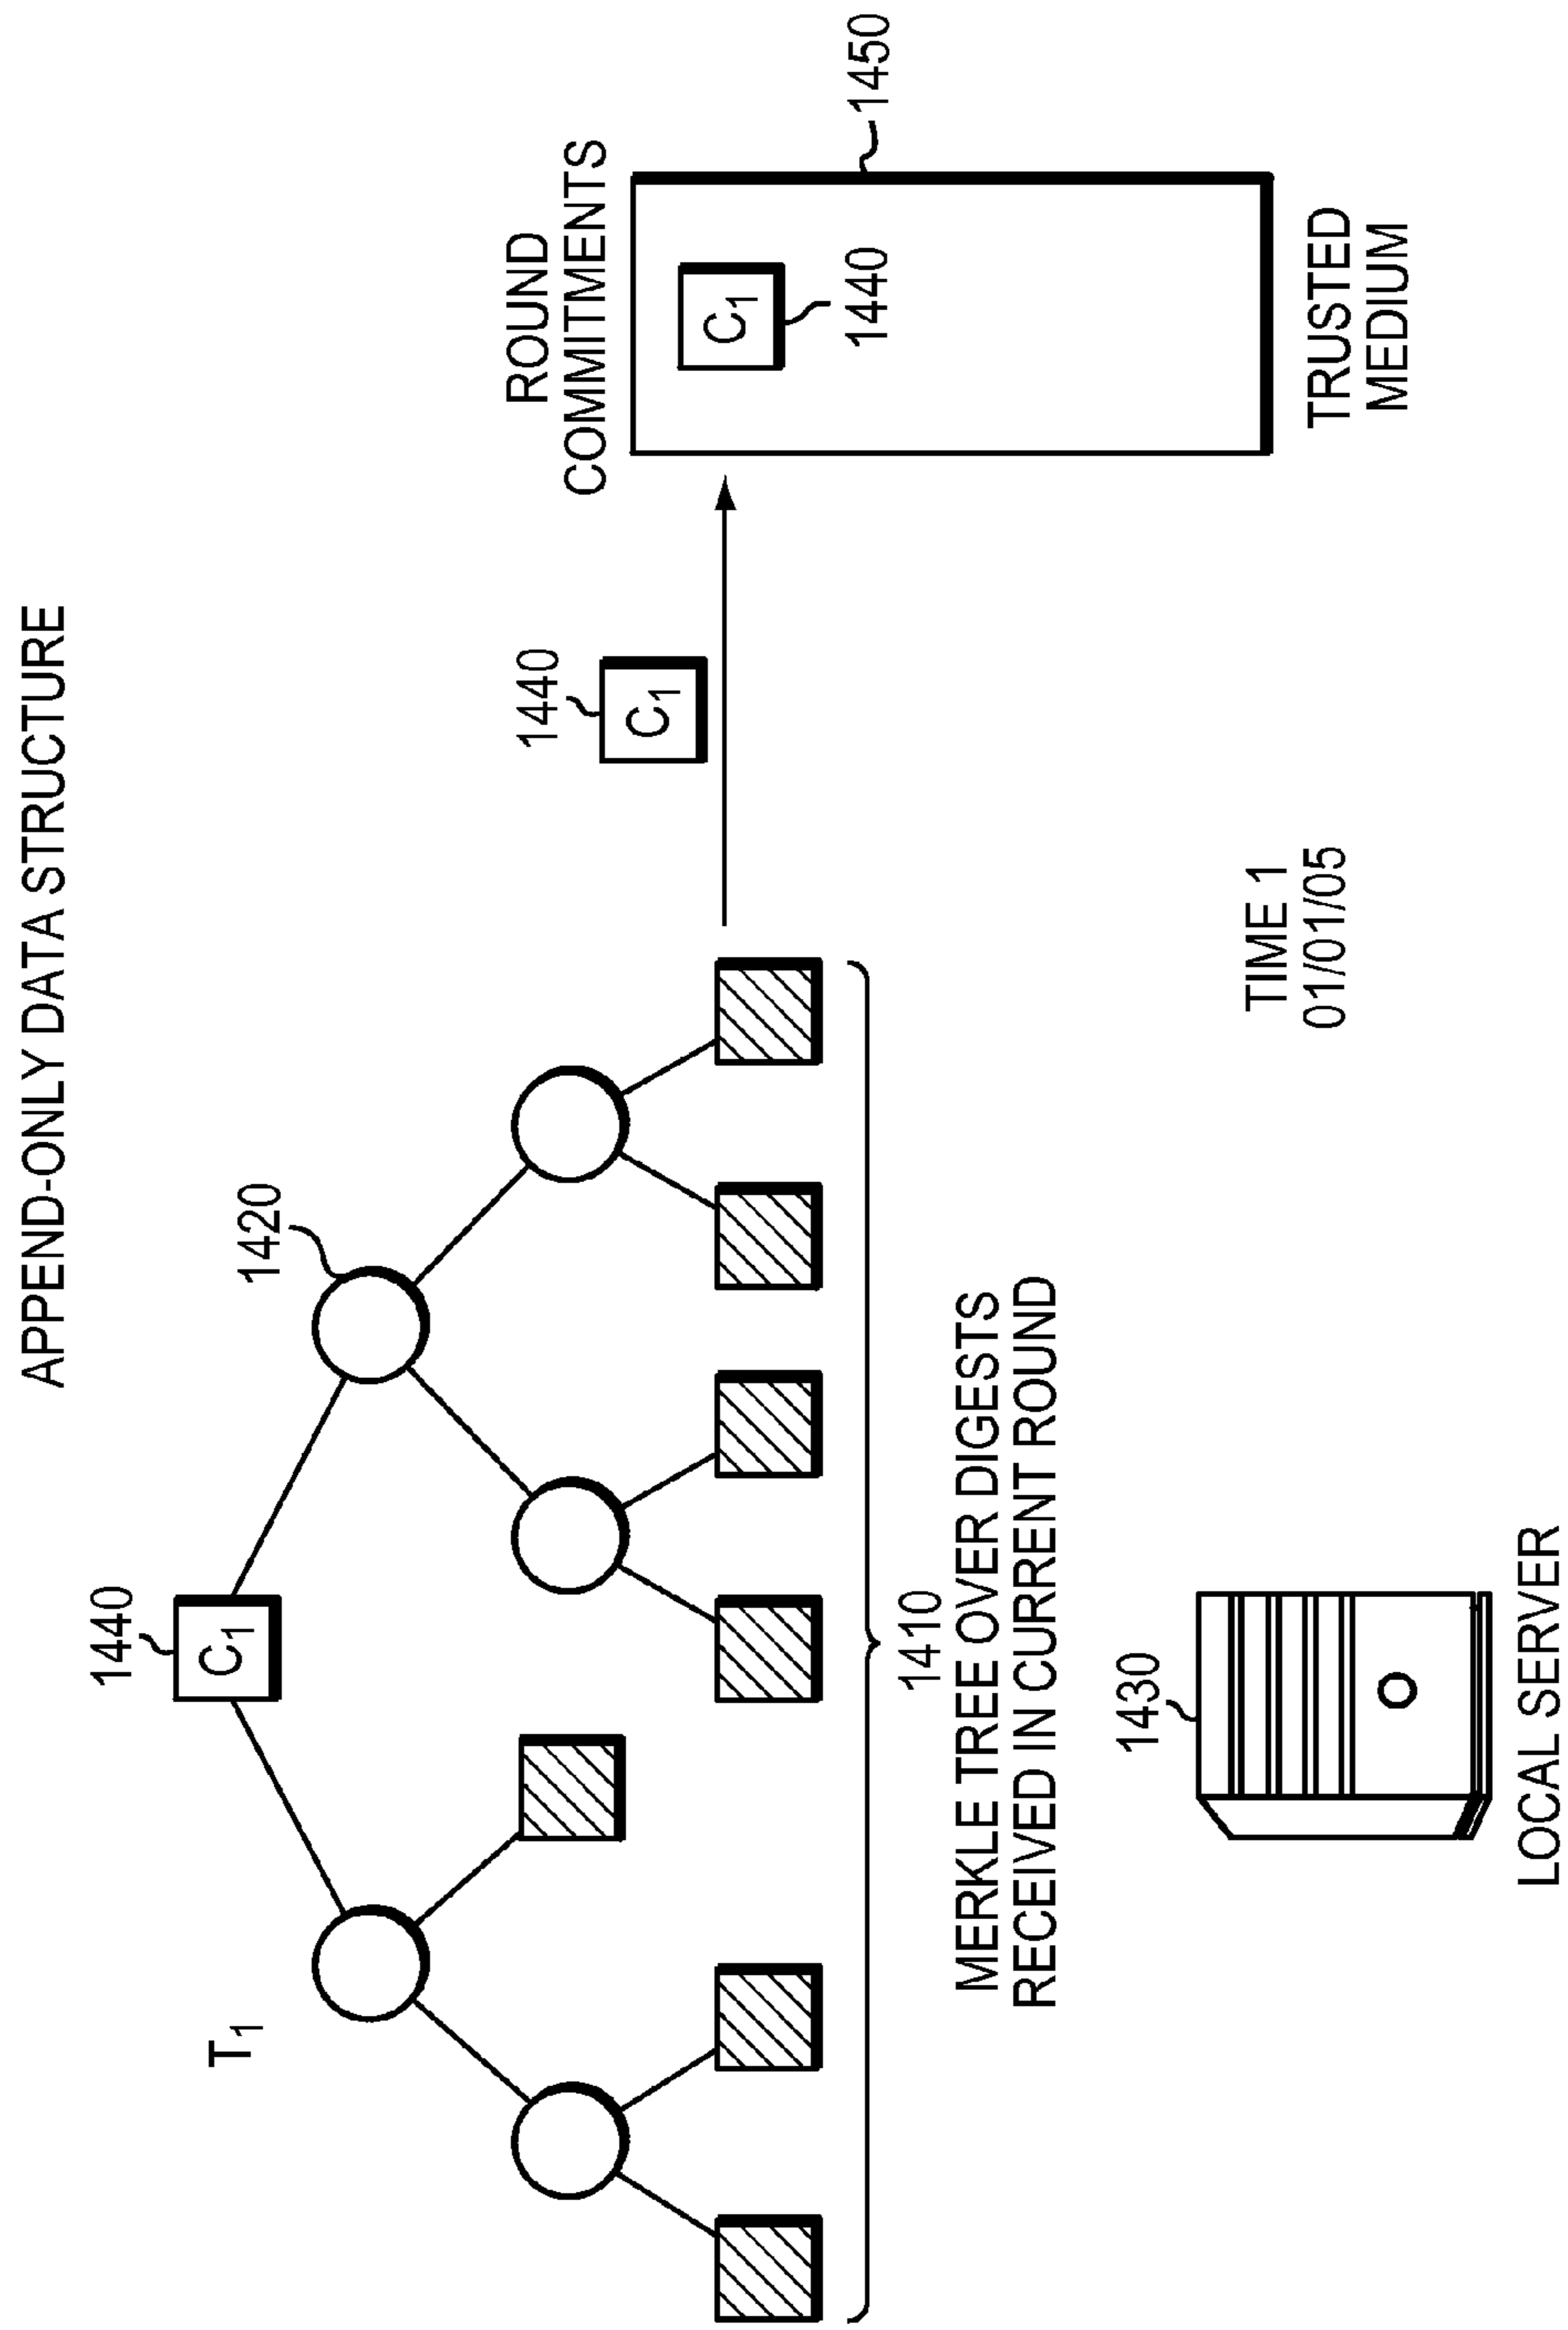 APPEND-ONLY DATA STRUCTURE
T1
1440
C1
1420
1440
C1
ROUND
COMMITMENTS
C1
1440
1450
TRUSTED
MEDIUM
1410
MERKLE TREE OVER DIGESTS
RECEIVED IN CURRENT ROUND
TIME 1
01/01/05
1430
LOCAL SERVER